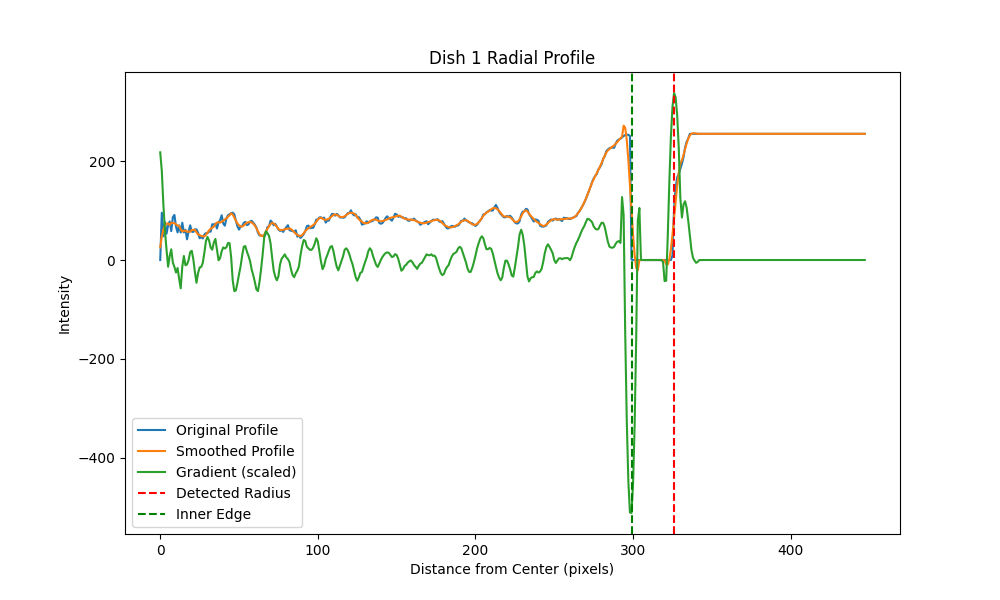 Dish 1 Radial Profile
Intensity
200
0
−200
−400
Original Profile
Smoothed Profile
Gradient (scaled)
Detected Radius
Inner Edge
0 100 200 300 400
Distance from Center (pixels)